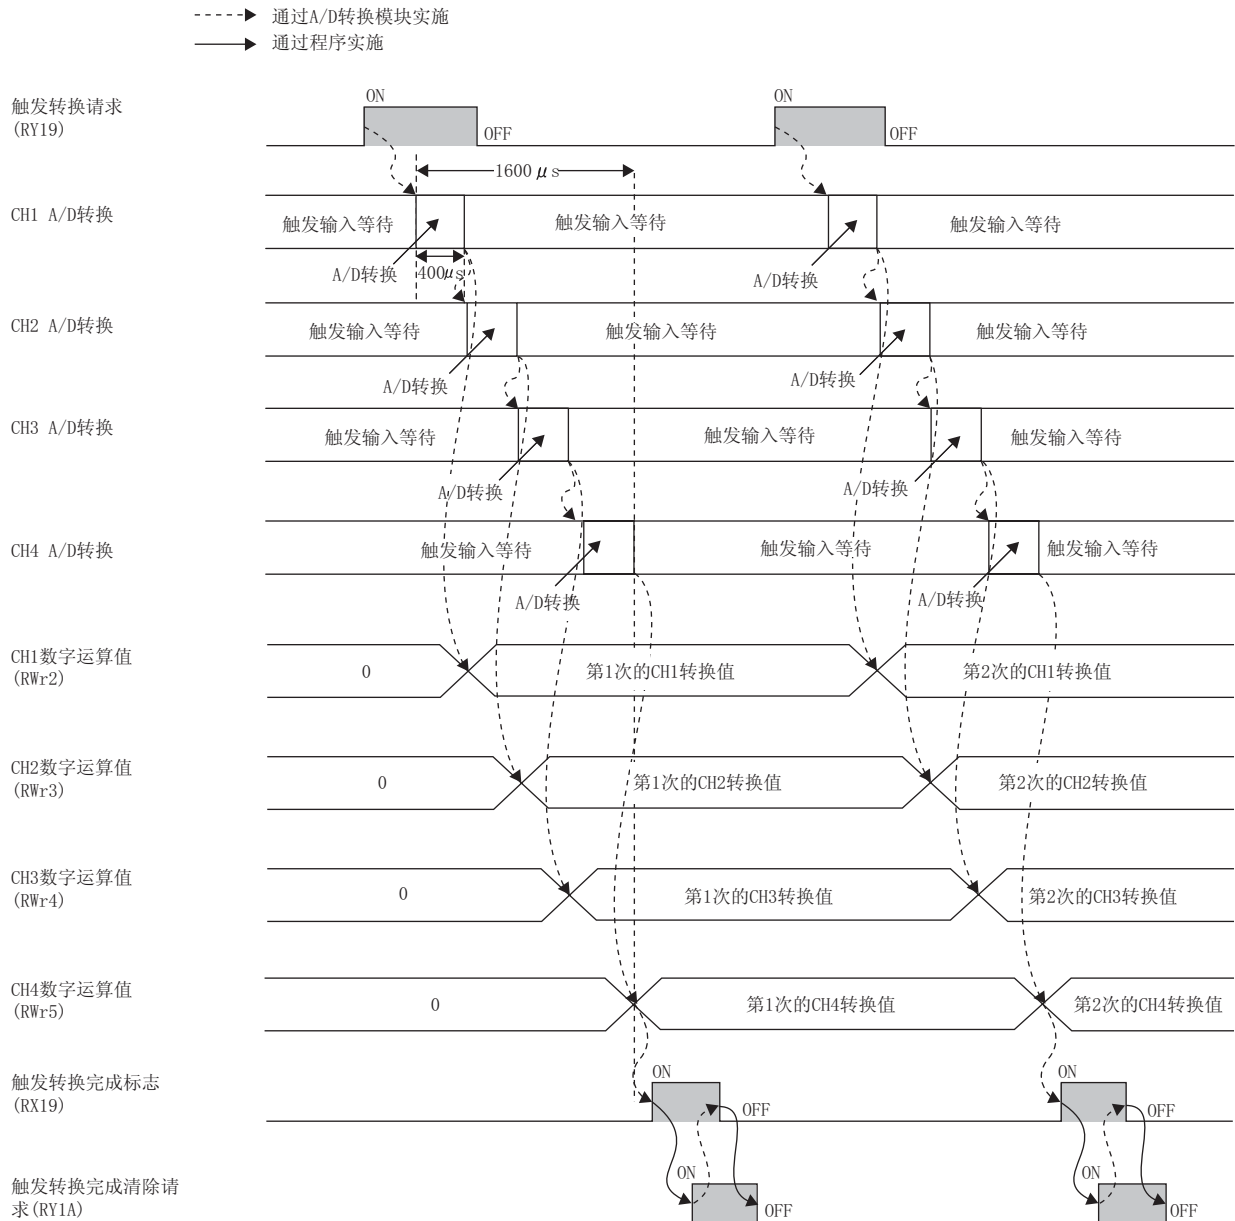 通过A/D转换模块实施
通过程序实施
触发转换请求
(RY19)
ON
OFF
ON
OFF
1600μs
CH1 A/D转换
触发输入等待
触发输入等待
触发输入等待
A/D转换
400μs
A/D转换
CH2 A/D转换
触发输入等待
触发输入等待
触发输入等待
A/D转换
A/D转换
CH3 A/D转换
触发输入等待
触发输入等待
触发输入等待
A/D转换
A/D转换
CH4 A/D转换
触发输入等待
触发输入等待
触发输入等待
A/D转换
A/D转换
CH1数字运算值
(RWr2)
0
第1次的CH1转换值
第2次的CH1转换值
CH2数字运算值
(RWr3)
0
第1次的CH2转换值
第2次的CH2转换值
CH3数字运算值
(RWr4)
0
第1次的CH3转换值
第2次的CH3转换值
CH4数字运算值
(RWr5)
0
第1次的CH4转换值
第2次的CH4转换值
触发转换完成标志
(RX19)
ON
OFF
ON
OFF
触发转换完成清除请
求(RY1A)
ON
OFF
ON
OFF